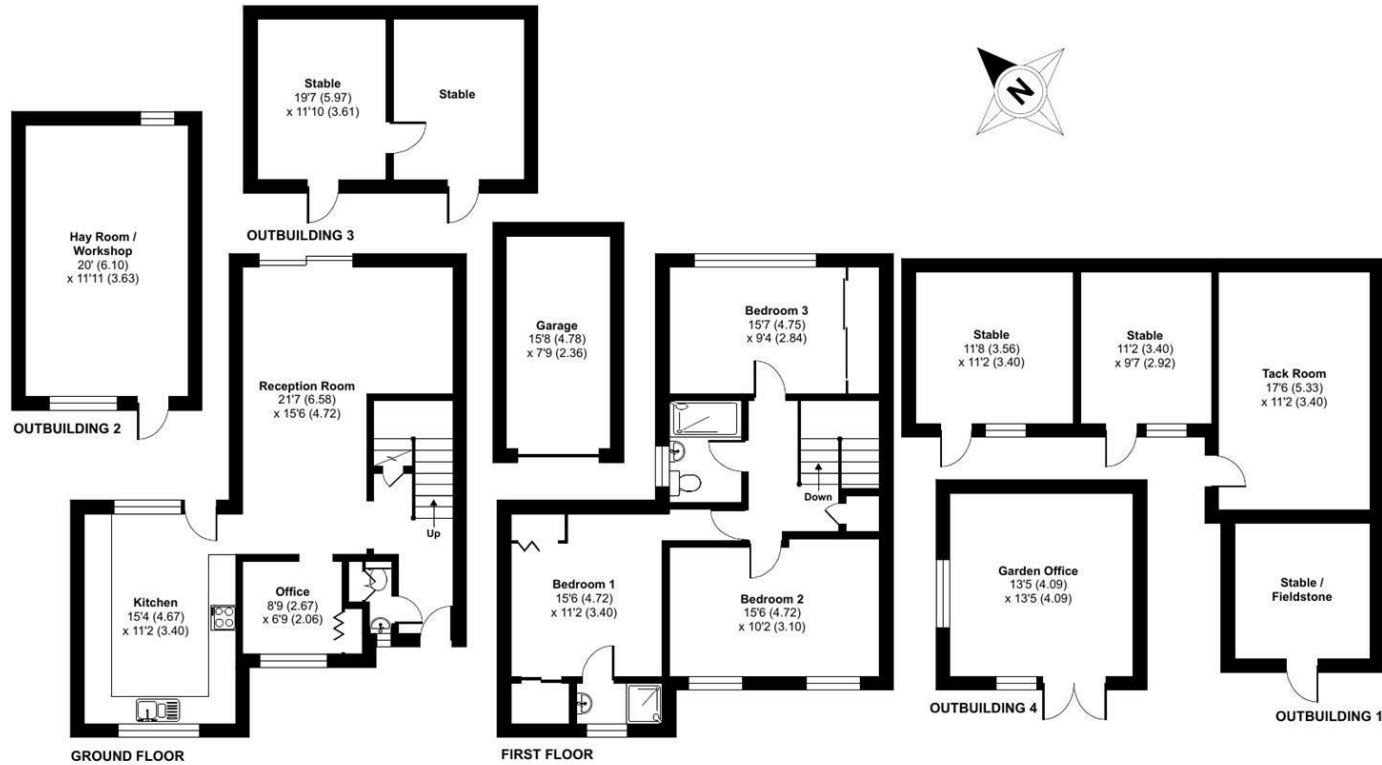 Stable
19'7 (5.97)
x 11'10 (3.61)
Stable
OUTBUILDING 3
N
Hay Room /
Workshop
20' (6.10)
x 11'11 (3.63)
OUTBUILDING 2
Reception Room
21'7 (6.58)
x 15'6 (4.72)
Up
Kitchen
15'4 (4.67)
x 11'2 (3.40)
Office
8'9 (2.67)
x 6'9 (2.06)
GROUND FLOOR
Garage
15'8 (4.78)
x 7'9 (2.36)
Bedroom 3
15'7 (4.75)
x 9'4 (2.84)
Down
Bedroom 1
15'6 (4.72)
x 11'2 (3.40)
Bedroom 2
15'6 (4.72)
x 10'2 (3.10)
FIRST FLOOR
Stable
11'8 (3.56)
x 11'2 (3.40)
Stable
11'2 (3.40)
x 9'7 (2.92)
Tack Room
17'6 (5.33)
x 11'2 (3.40)
Garden Office
13'5 (4.09)
x 13'5 (4.09)
OUTBUILDING 4
Stable /
Fieldstone
OUTBUILDING 1